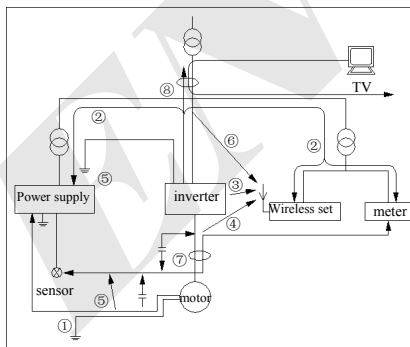 TV
⑧
② ⑥ ②
⑤
Power supply inverter ③ Wireless set meter
④
⑦
sensor ⑤ motor
①